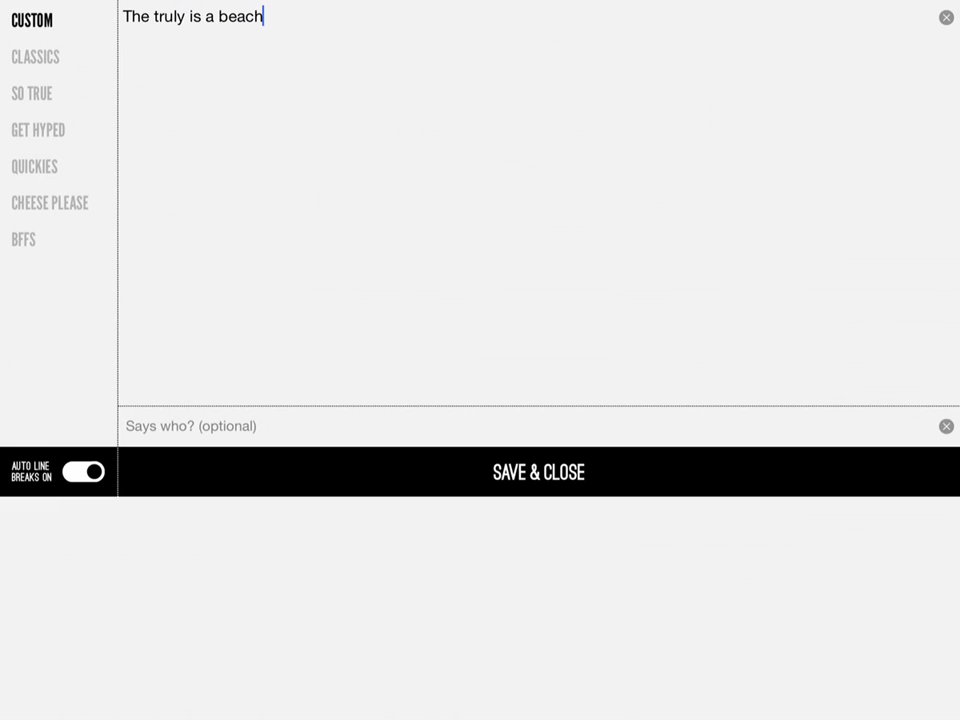 CUSTOM
The truly is a beach
CLASSICS
SO TRUE
GET HYPED
QUICKIES
CHEESE PLEASE
BFFS
Says who? (optional)
AUTO LINE
BREAKS ON
SAVE & CLOSE